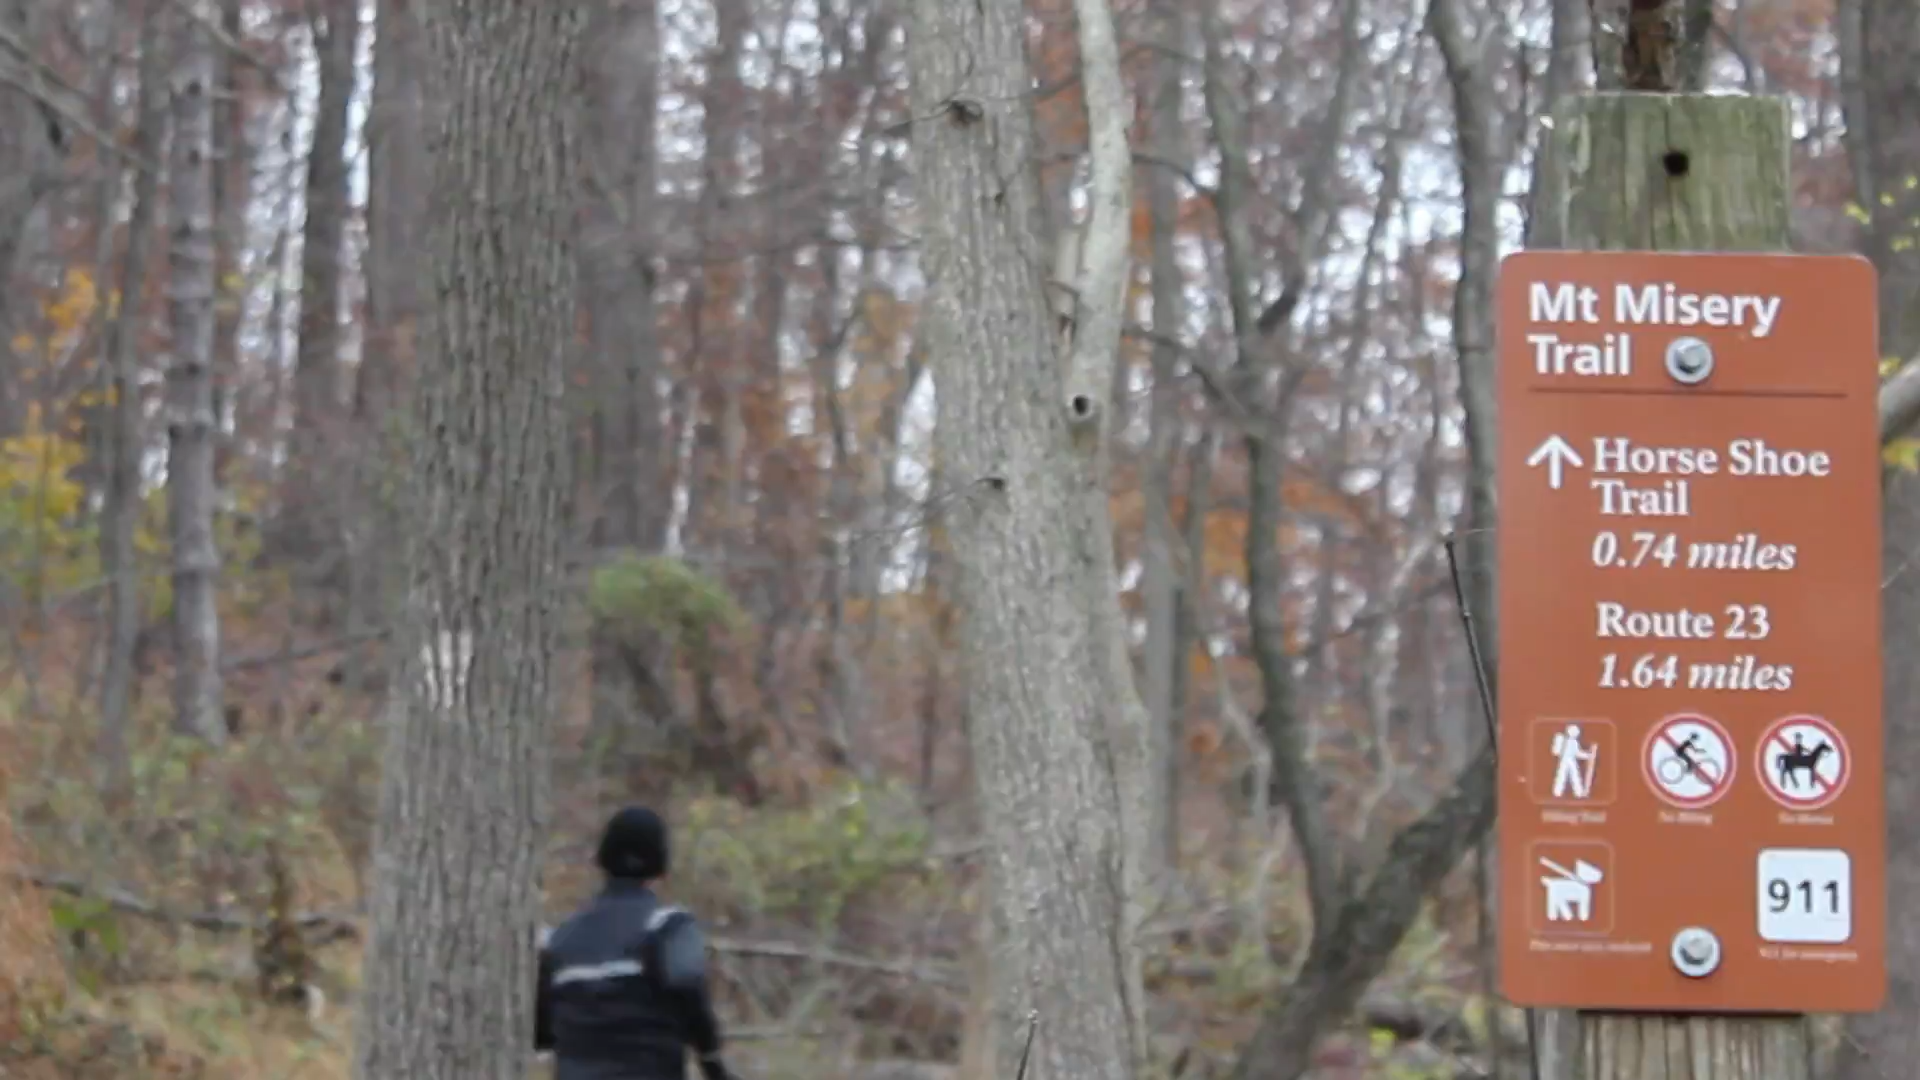 Mt Misery
Trail
Horse Shoe
Trail
0.74 miles
Route 23
1.64 miles
911